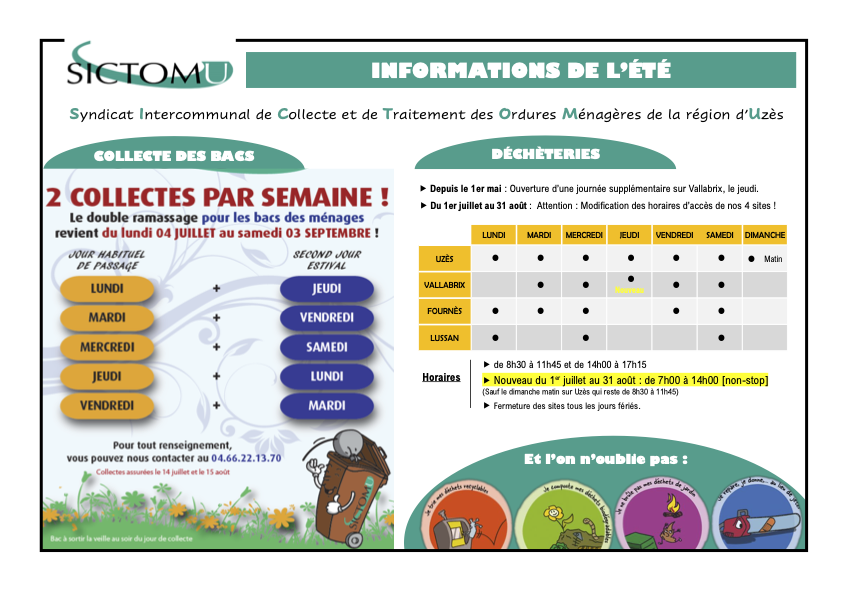 SICTOMU
INFORMATIONS DE L'ÉTÉ
Syndicat Intercommunal de Collecte et de Traitement des Ordures Ménagères de la région d'Uzès
COLLECTE DES BACS
2 COLLECTES PAR SEMAINE !
Le double ramassage pour les bacs des ménages
revient du lundi 04 JUILLET au samedi 03 SEPTEMBRE !
JOUR HABITUEL
DE PASSAGE
SECOND JOUR
ESTIVAL
LUNDI + JEUDI
MARDI + VENDREDI
MERCREDI + SAMEDI
JEUDI + LUNDI
VENDREDI + MARDI
Pour tout renseignement,
vous pouvez nous contacter au 04.66.22.13.70
Collectes assurées le 14 juillet et le 15 août
SICTOMU
Bac à sortir la veille au soir du jour de collecte
DÉCHÈTERIES
► Depuis le 1er mai : Ouverture d'une journée supplémentaire sur Vallabrix, le jeudi.
► Du 1er juillet au 31 août : Attention : Modification des horaires d'accès de nos 4 sites !
LUNDI MARDI MERCREDI JEUDI VENDREDI SAMEDI DIMANCHE
UZÈS ● ● ● ● ● ● ● Matin
VALLABRIX ● ● ● ● ●
Nouveau
FOURNÈS ● ● ● ● ●
LUSSAN ● ● ●
Horaires
► de 8h30 à 11h45 et de 14h00 à 17h15
► Nouveau du 1er juillet au 31 août : de 7h00 à 14h00 [non-stop]
(Sauf le dimanche matin sur Uzès qui reste de 8h30 à 11h45)
► Fermeture des sites tous les jours fériés.
Et l'on n'oublie pas :
Je trie mes déchets recyclables
Je composte mes déchets biodégradables
Je ne brûle pas mes déchets de jardin
Je répare, je donne... au lieu de jeter